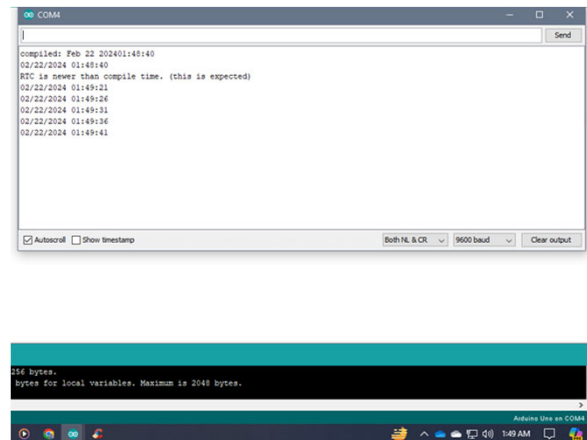 COM4
Send
compiled: Feb 22 202401:48:40
02/22/2024 01:48:40
RTC is newer than compile time. (this is expected)
02/22/2024 01:49:21
02/22/2024 01:49:26
02/22/2024 01:49:31
02/22/2024 01:49:36
02/22/2024 01:49:41
Autoscroll Show timestamp Both NL & CR 9600 baud Clear output
256 bytes.
bytes for local variables. Maximum is 2048 bytes.
Arduino Uno en COM4
1:49 AM